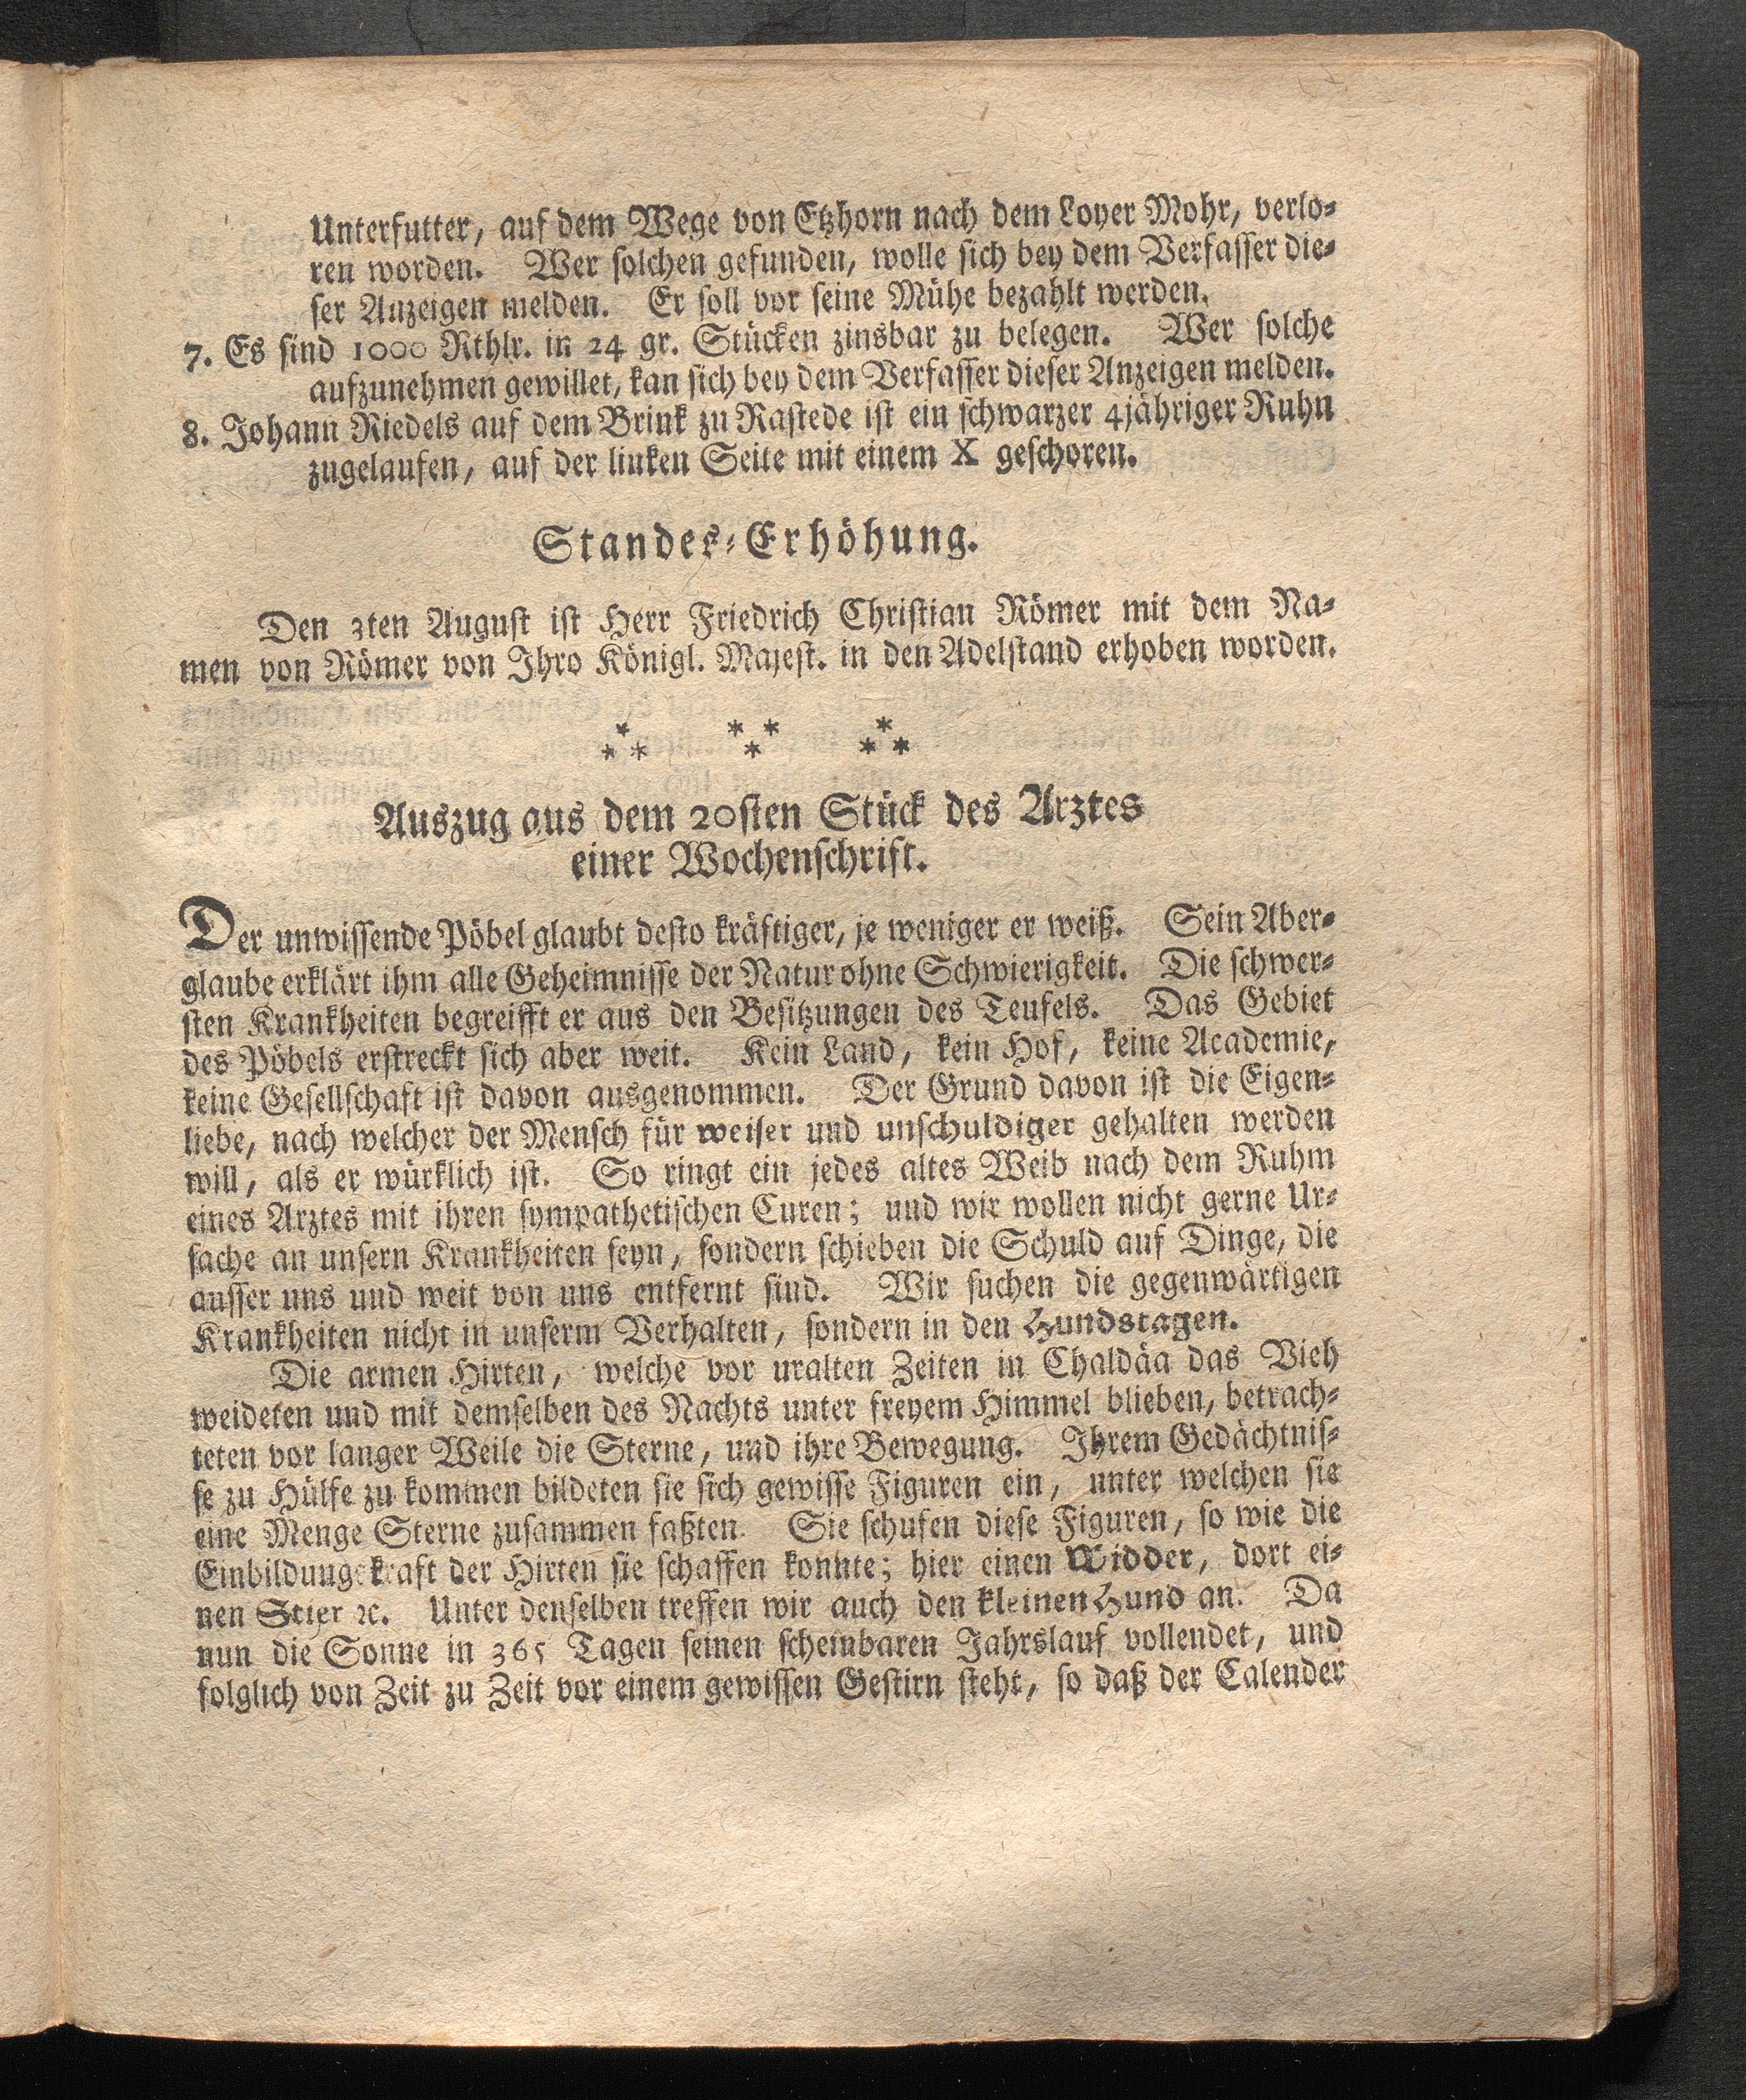 Unterfutter, auf dem Wege von Etzhorn nach dem Loyer Mohr, verlo-
ren worden. Wer solchen gefunden, wolle sich bey dem Verfasser die-
ser Anzeigen melden. Er soll vor seine Mühe bezahlt werden.
7. Es sind 1000 Rthlr. in 24 gr. Stücken zinsbar zu belegen. Wer solche
aufzunehmen gewillet, kan sich bey dem Verfasser dieser Anzeigen melden.
8. Johann Riedels auf dem Brink zu Rastede ist ein schwarzer 4jähriger Ruhn
zugelaufen, auf der linken Seite mit einem X geschoren.
Standes-Erhöhung.
Den 3ten August ist Herr Friedrich Christian Römer mit dem Na-
men von Römer von Ihro Königl. Majest. in den Adelstand erhoben worden.
* * * * * * * * *
Auszug aus dem 20sten Stück des Arztes
einer Wochenschrift.
Der unwissende Pöbel glaubt desto kräftiger, je weniger er weiß. Sein Aber-
glaube erklärt ihm alle Geheimnisse der Natur ohne Schwierigkeit. Die schwer-
sten Krankheiten begreifft er aus den Besitzungen des Teufels. Das Gebiet
des Pöbels erstreckt sich aber weit. Kein Land, kein Hof, keine Academie,
keine Gesellschaft ist davon ausgenommen. Der Grund davon ist die Eigen-
liebe, nach welcher der Mensch für weiser und unschuldiger gehalten werden
will, als er würklich ist. So ringt ein jedes altes Weib nach dem Ruhm
eines Arztes mit ihren sympathetischen Curen; und wir wollen nicht gerne Ur-
sache an unsern Krankheiten seyn, sondern schieben die Schuld auf Dinge, die
ausser uns und weit von uns entfernt sind. Wir suchen die gegenwärtigen
Krankheiten nicht in unserm Verhalten, sondern in den Hundstagen.
Die armen Hirten, welche vor uralten Zeiten in Chaldäa das Vieh
weideten und mit demselben des Nachts unter freyem Himmel blieben, betrach-
teten vor langer Weile die Sterne, und ihre Bewegung. Ihrem Gedächtnis-
se zu Hülfe zu kommen bildeten sie sich gewisse Figuren ein, unter welchen sie
eine Menge Sterne zusammen faßten. Sie schufen diese Figuren, so wie die
Einbildungskraft der Hirten sie schaffen konnte; hier einen Widder, dort ei-
nen Stier ꝛc. Unter denselben treffen wir auch den kleinen Hund an. Da
nun die Sonne in 365 Tagen seinen scheinbaren Jahrslauf vollendet, und
folglich von Zeit zu Zeit vor einem gewissen Gestirn steht, so daß der Calender